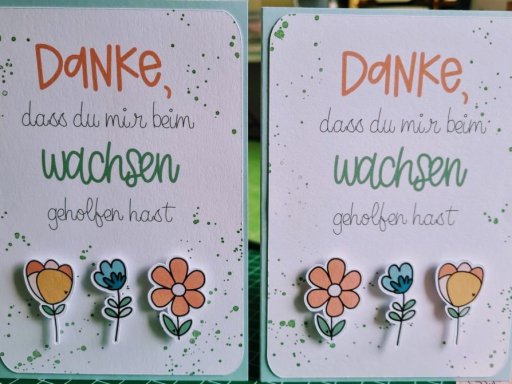 Danke,
dass du mir beim
wachsen
geholfen hast
Danke,
dass du mir beim
wachsen
geholfen hast